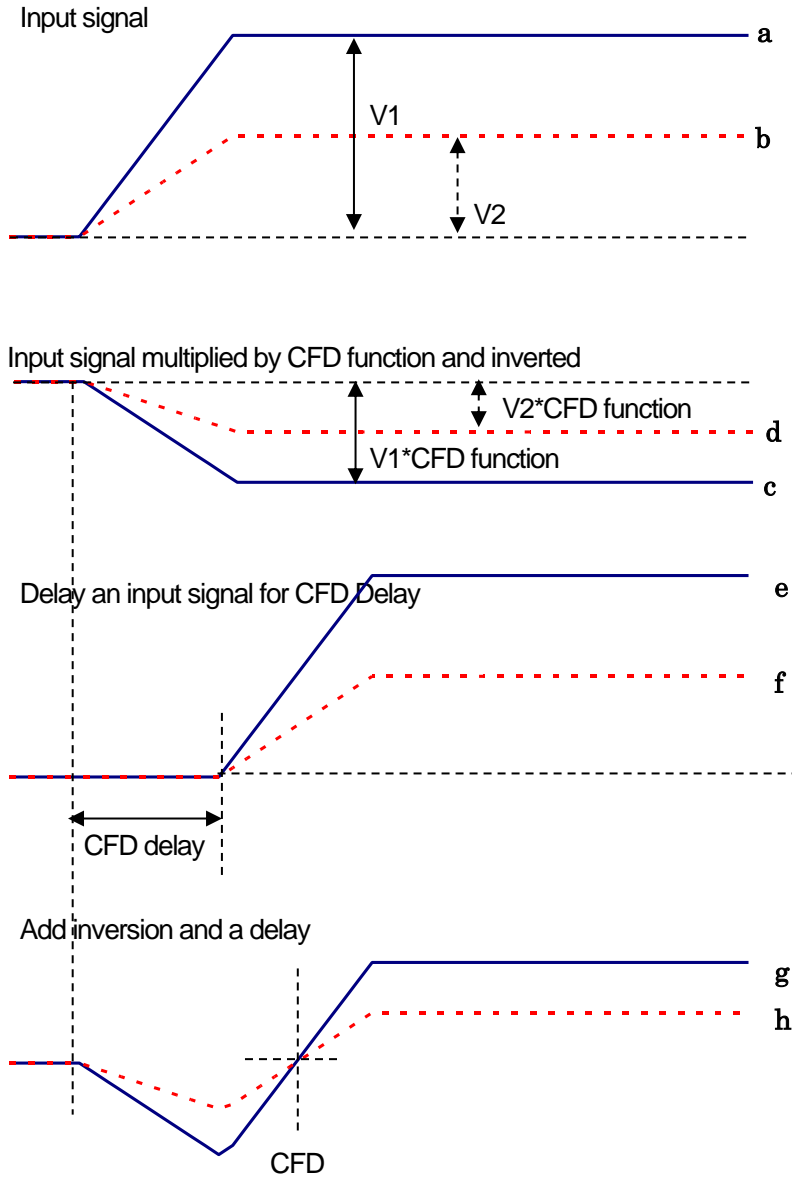 Input signal
a
V1
b
V2
Input signal multiplied by CFD function and inverted
V2*CFD function
d
V1*CFD function
c
Delay an input signal for CFD Delay
e
f
CFD delay
Add inversion and a delay
g
h
CFD